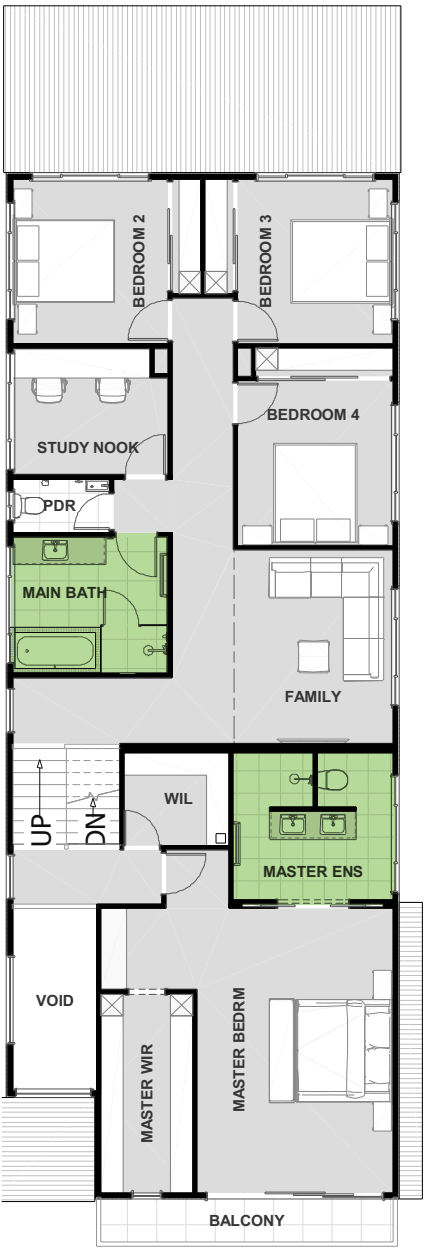 BEDROOM 2
BEDROOM 3
BEDROOM 4
STUDY NOOK
PDR
MAIN BATH
FAMILY
UP
DN
WIL
MASTER ENS
VOID
MASTER WIR
MASTER BEDRM
BALCONY